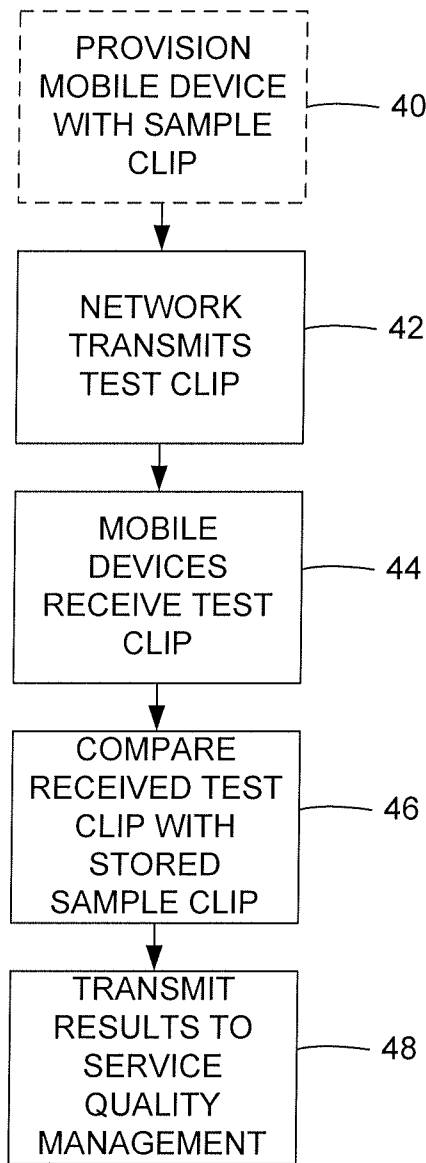 PROVISION
MOBILE DEVICE
WITH SAMPLE
CLIP
40
NETWORK
TRANSMITS
TEST CLIP
42
MOBILE
DEVICES
RECEIVE TEST
CLIP
44
COMPARE
RECEIVED TEST
CLIP WITH
STORED
SAMPLE CLIP
46
TRANSMIT
RESULTS TO
SERVICE
QUALITY
MANAGEMENT
48